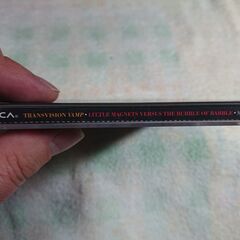 CA® TRANSVISION VAMP • LITTLE MAGNETS VERSUS THE BUBBLE OF BABBLE •